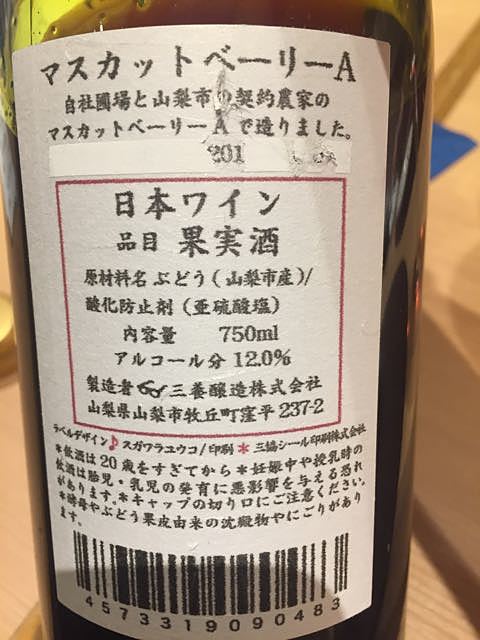 マスカットベーリーA
自社圃場と山梨市の契約農家の
マスカットベーリーAで造りました。
201
日本ワイン
品目 果実酒
原材料名 ぶどう(山梨市産)/
酸化防止剤(亜硫酸塩)
内容量 750ml
アルコール分 12.0%
製造者 三養醸造株式会社
山梨県山梨市牧丘町窪平237-2
ラベルデザイン♪スガワラユウコ/印刷*三協シール印刷株式会社
*飲酒は20歳をすぎてから*妊娠中や授乳時の
飲酒は胎児・乳児の発育に悪影響を与える恐れ
があります。*キャップの切り口にご注意ください。
*酵母やぶどう果皮由来の沈殿物やにごりがあり
ます。
4573319090483